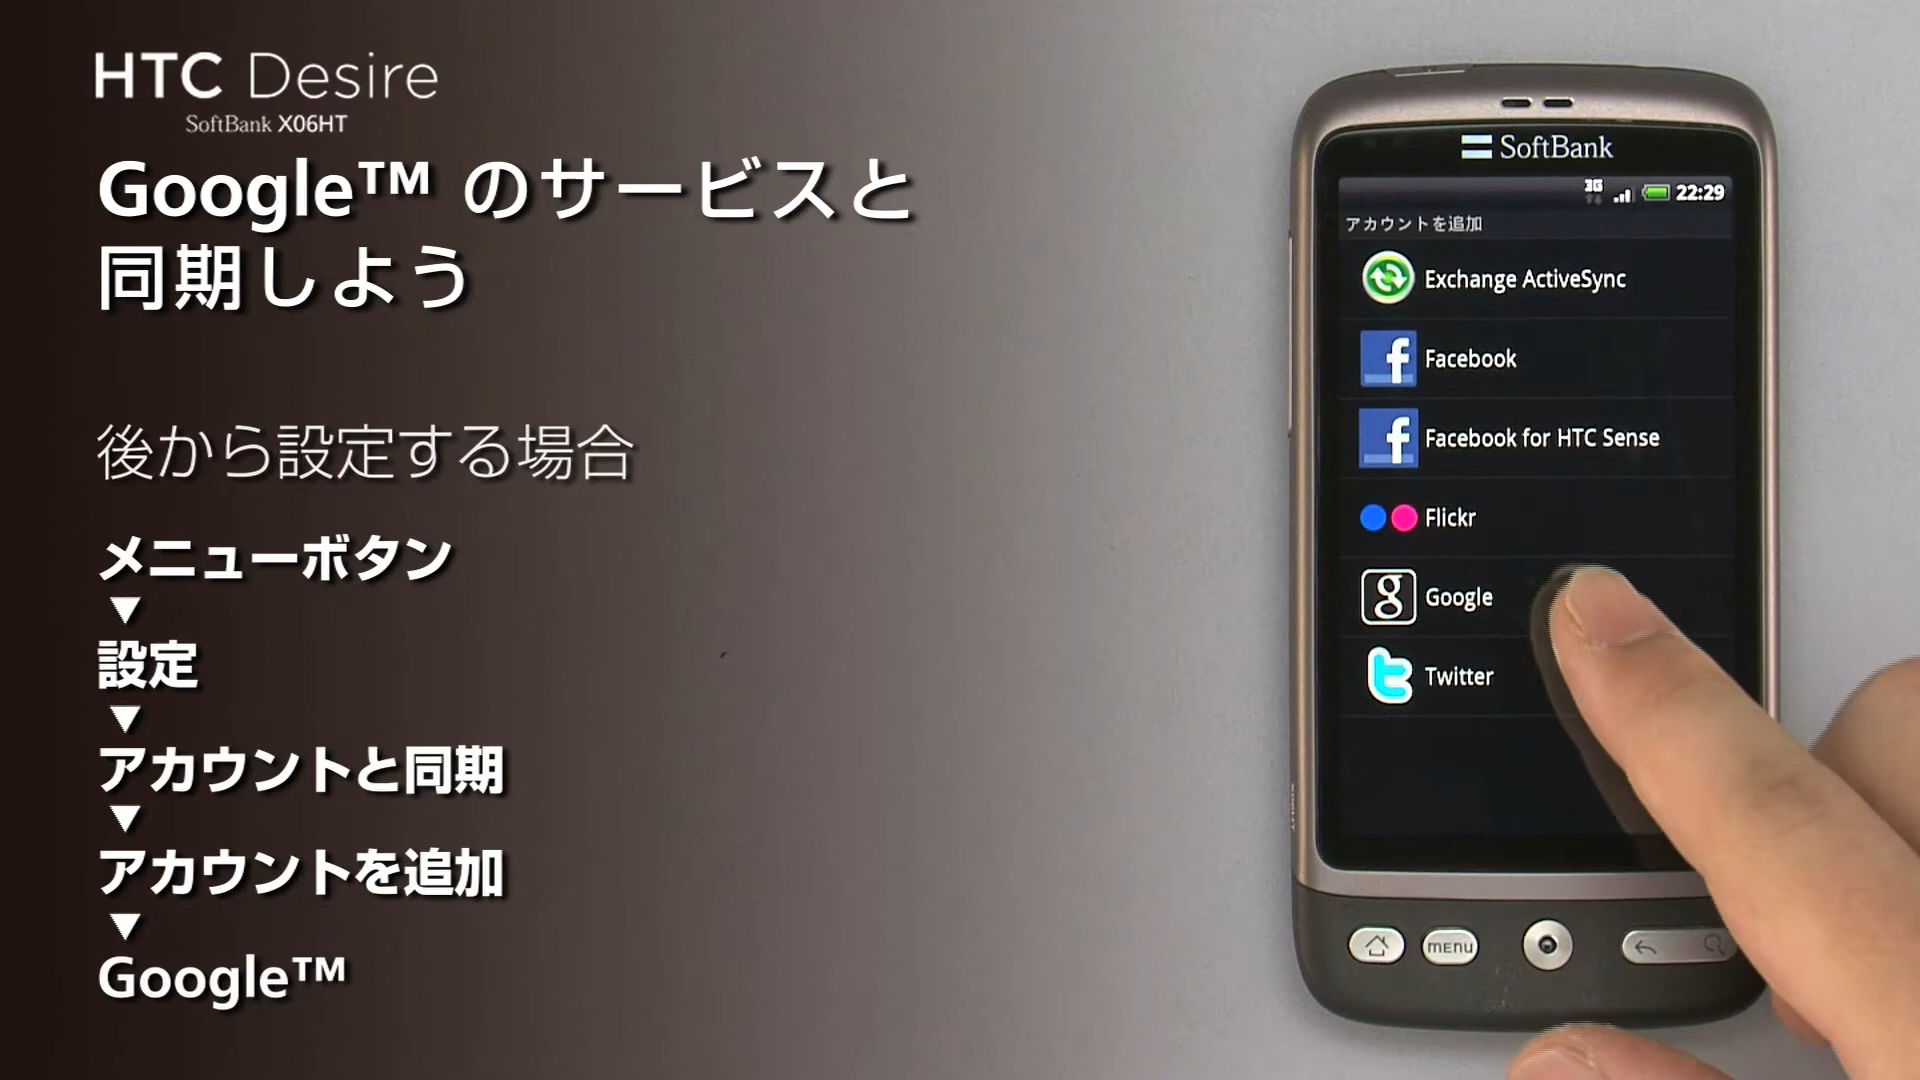 HTC Desire
SoftBank X06HT
Google™ のサービスと
同期しよう
後から設定する場合
メニューボタン
▼
設定
▼
アカウントと同期
▼
アカウントを追加
▼
Google™
SoftBank
3G 22:29
アカウントを追加
Exchange ActiveSync
Facebook
Facebook for HTC Sense
Flickr
Google
Twitter
menu